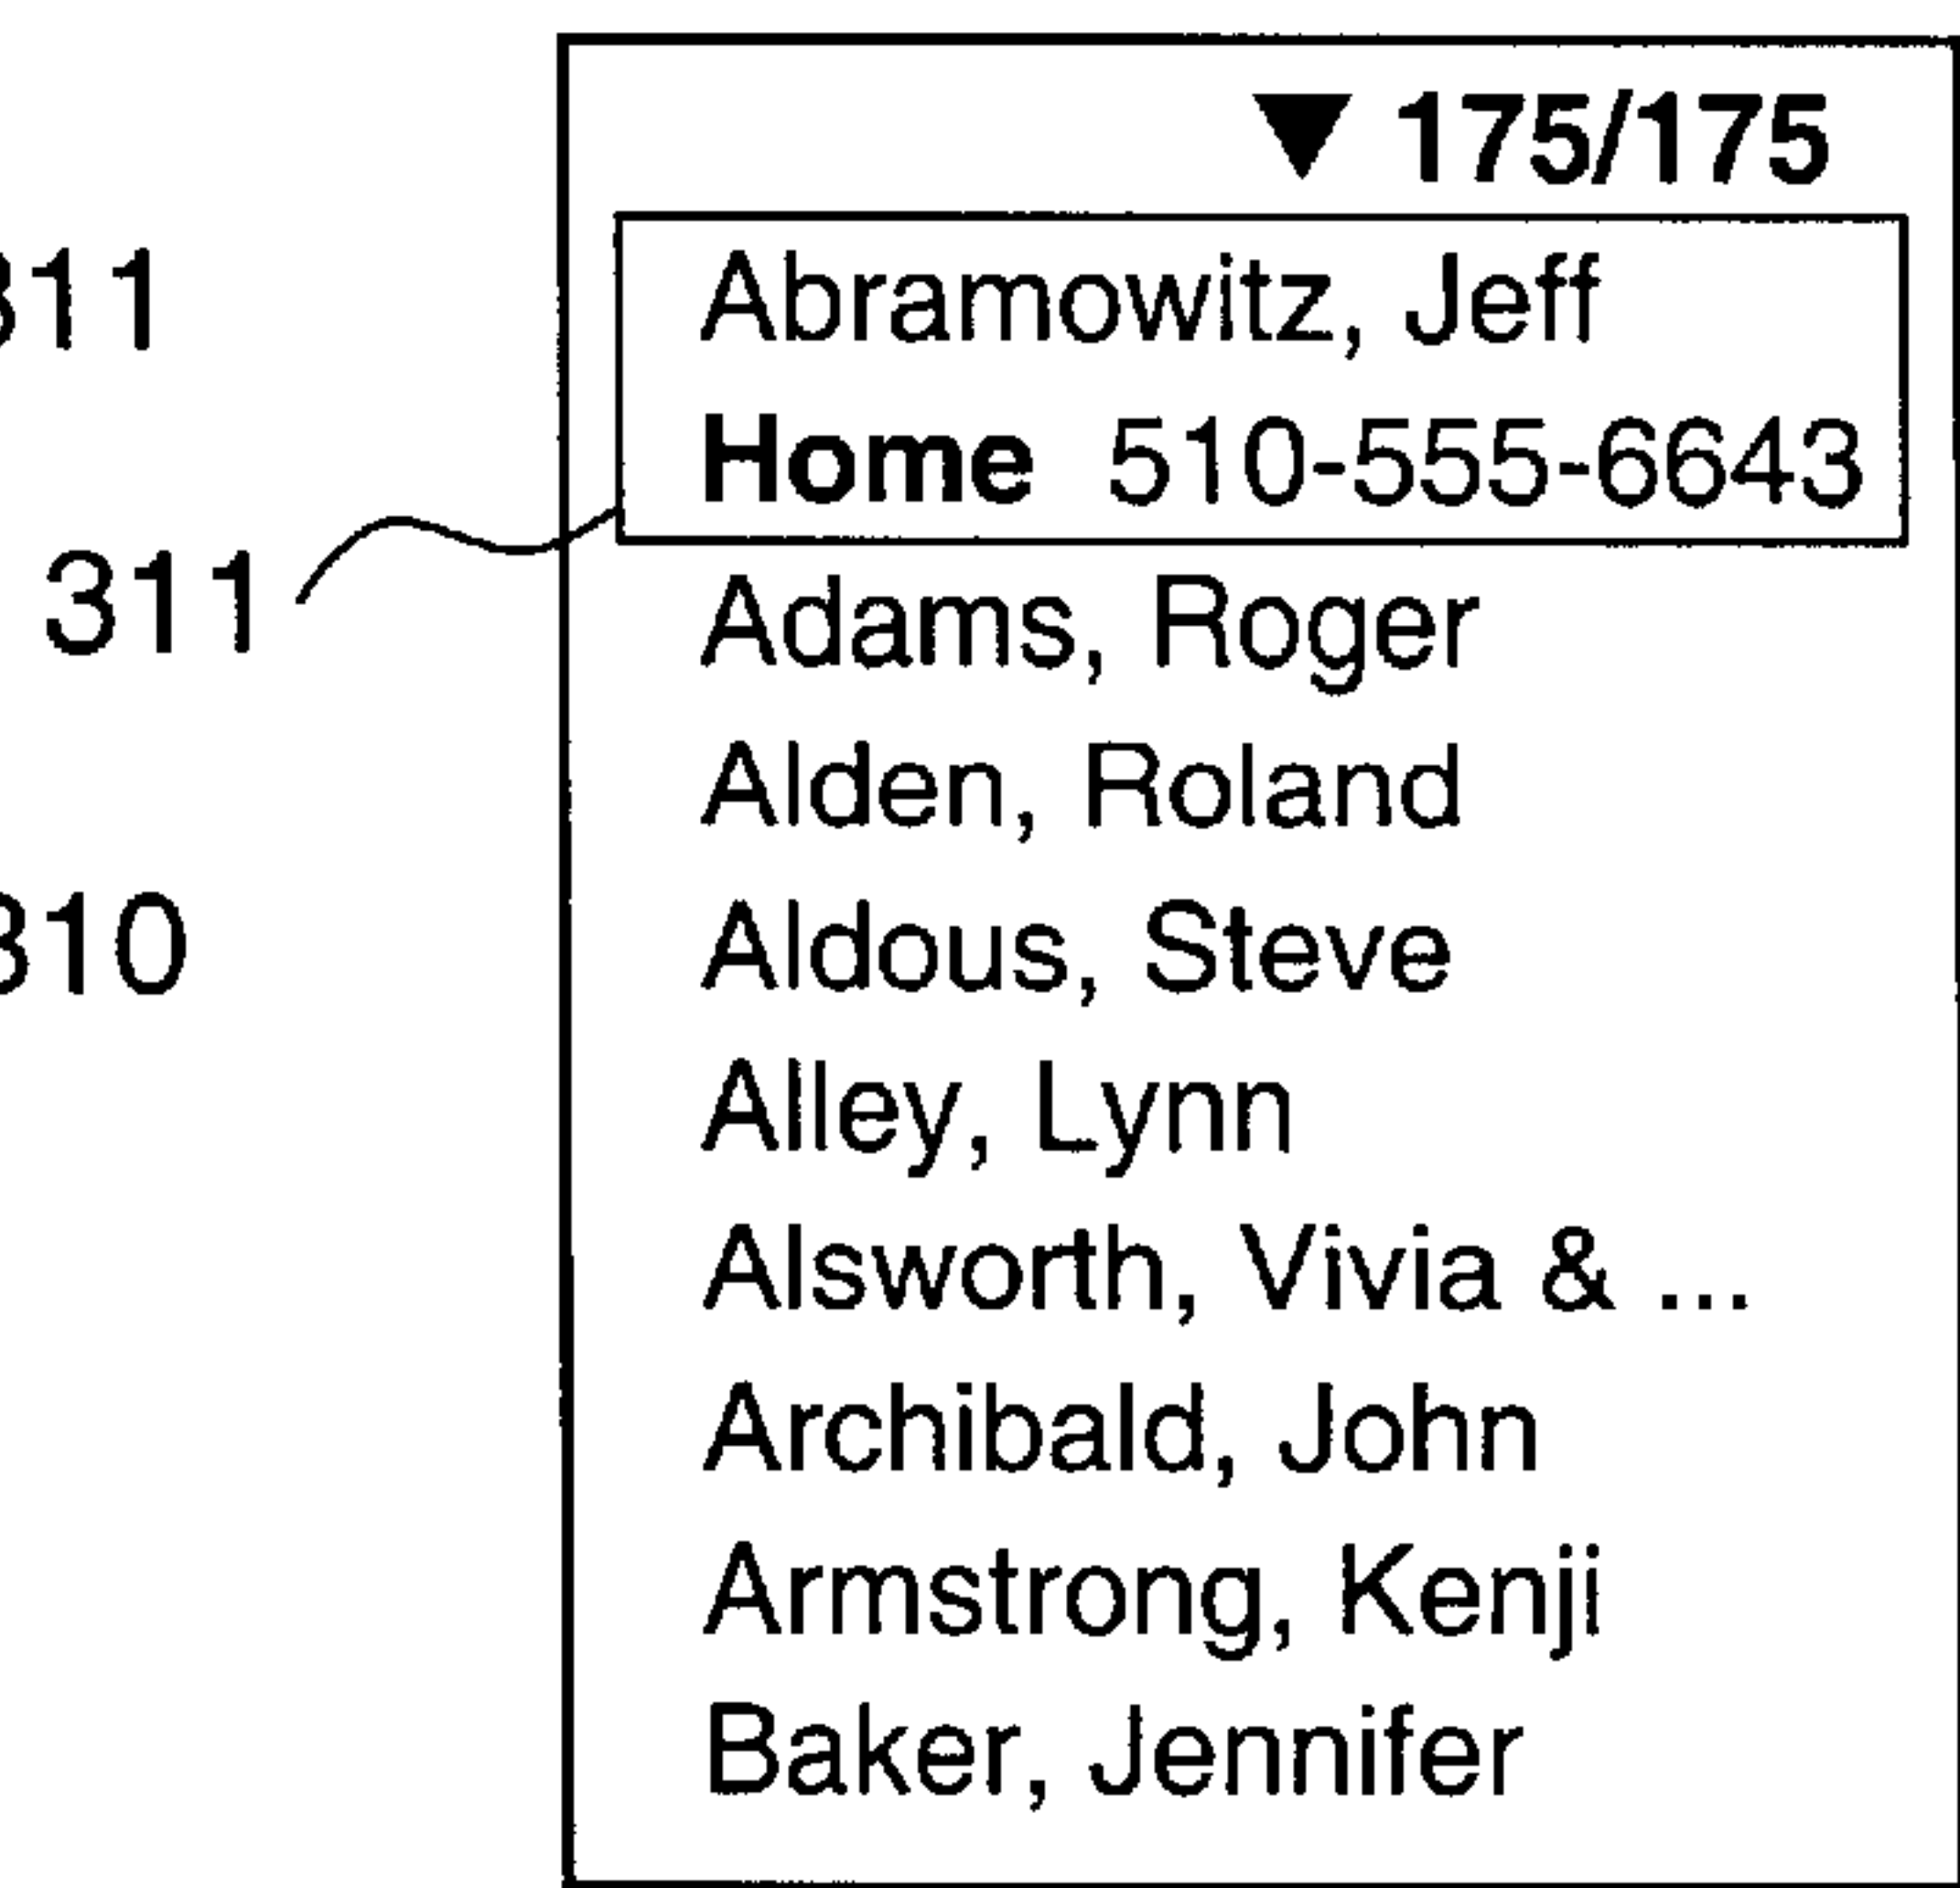 ▼ 175/175
311
Abramowitz, Jeff
Home 510-555-6643
311
Adams, Roger
Alden, Roland
310
Aldous, Steve
Alley, Lynn
Alsworth, Vivia & ...
Archibald, John
Armstrong, Kenji
Baker, Jennifer